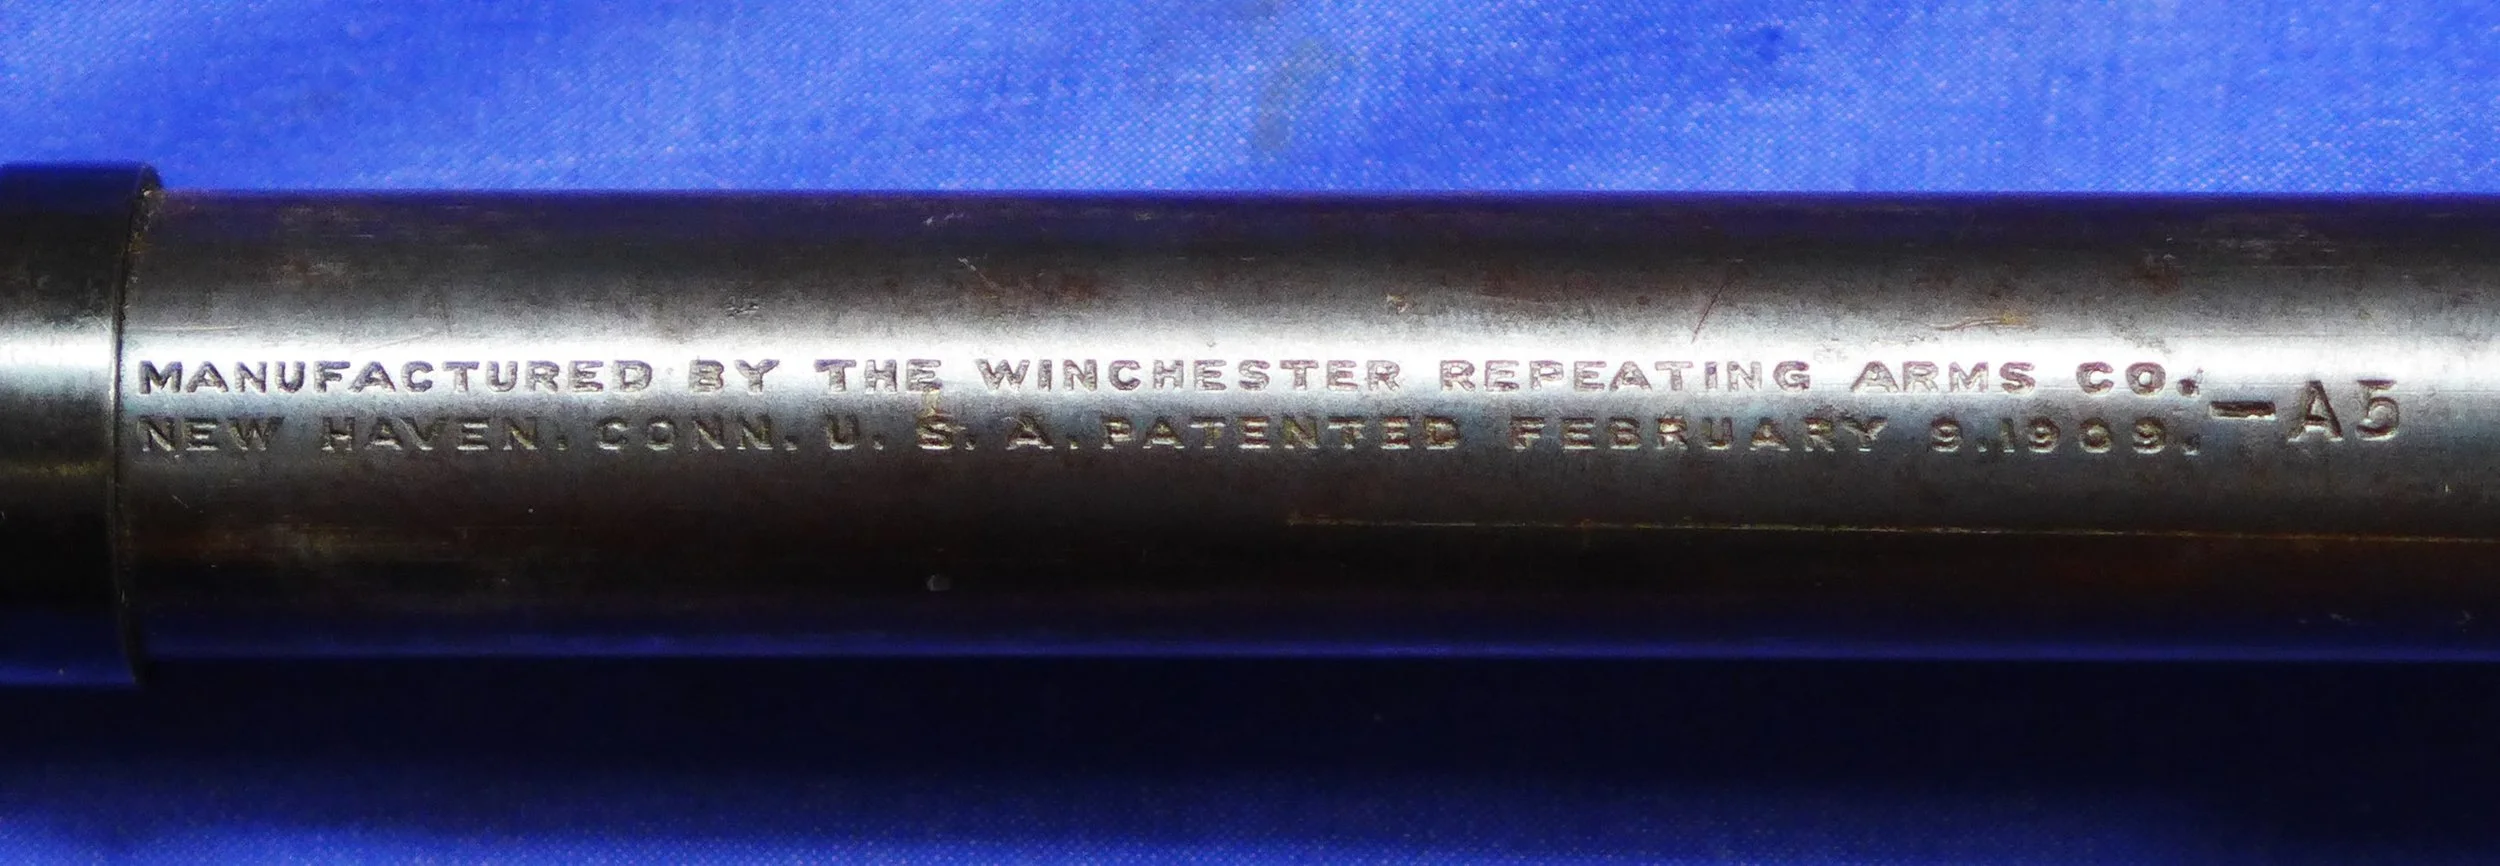 MANUFACTURED BY THE WINCHESTER REPEATING ARMS CO.
NEW HAVEN. CONN. U. S. A. PATENTED FEBRUARY 9.1909.
—A5